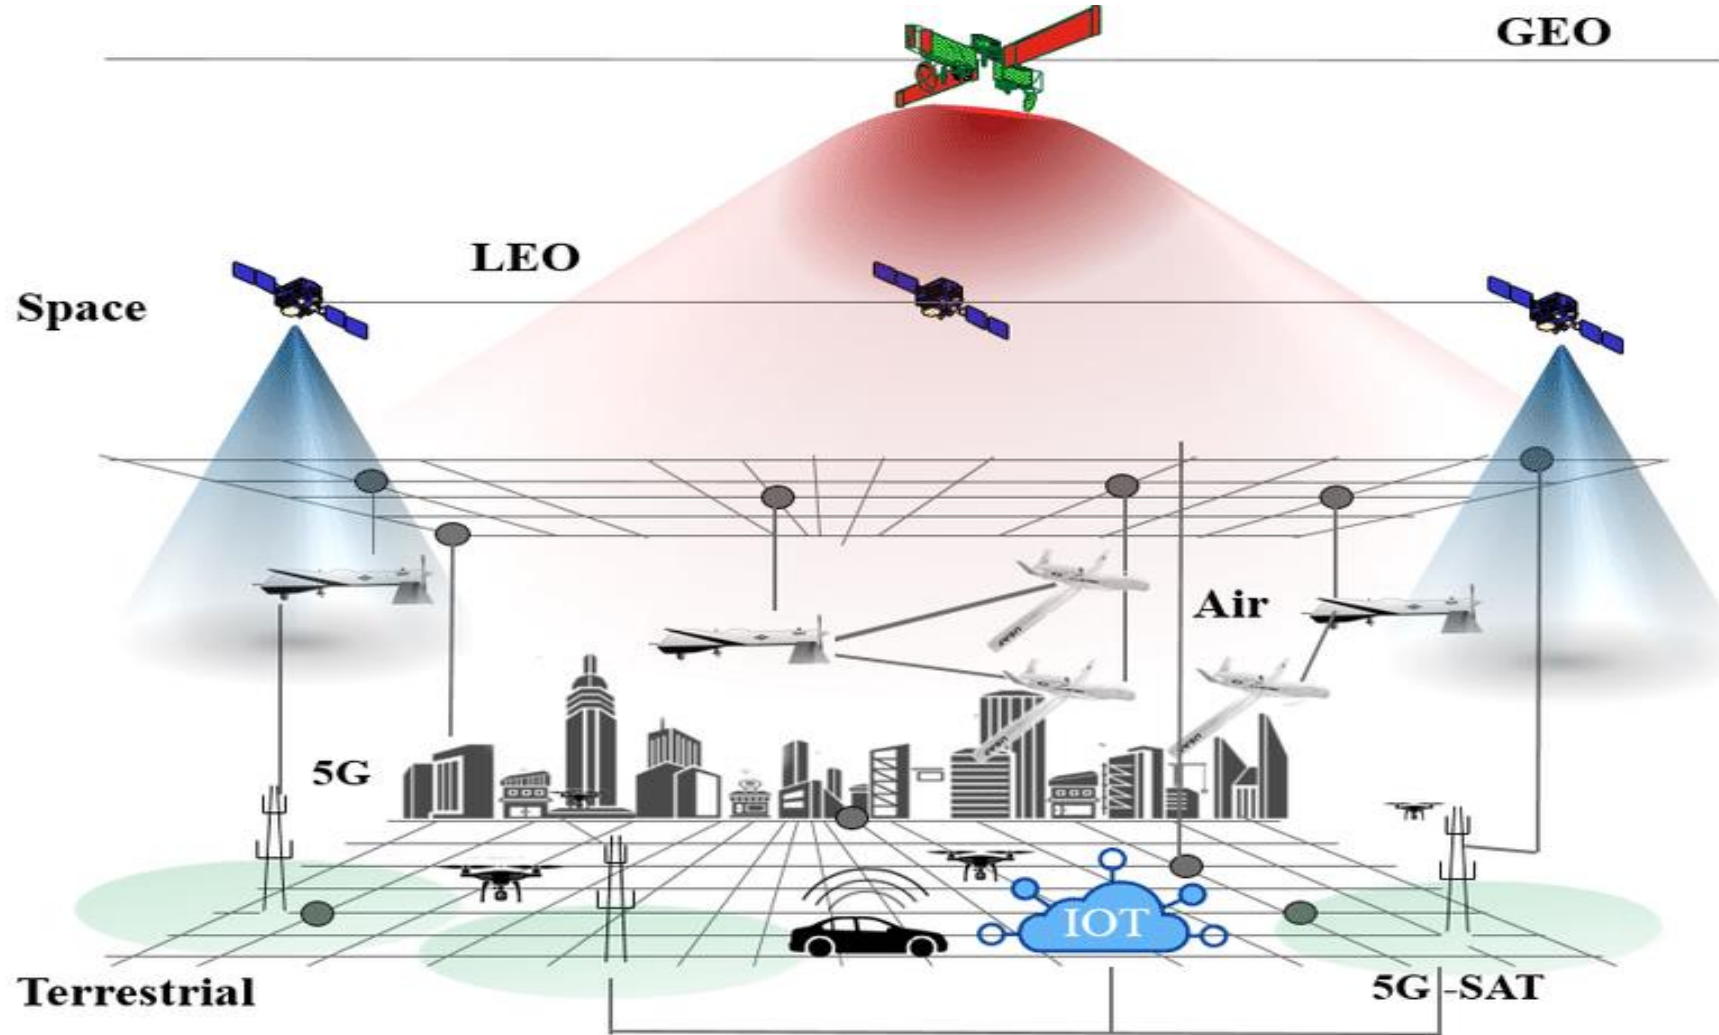 GEO
LEO
Space
Air
5G
IOT
Terrestrial
5G -SAT